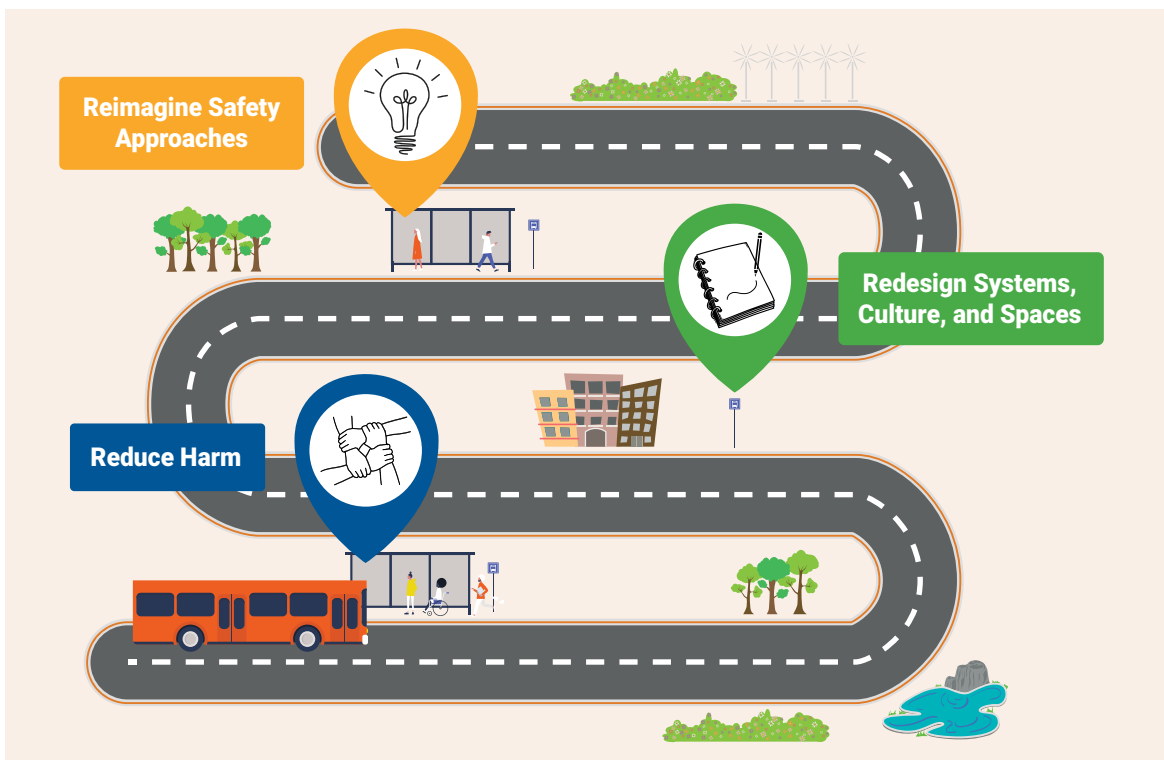 Reimagine Safety
Approaches
Redesign Systems,
Culture, and Spaces
Reduce Harm